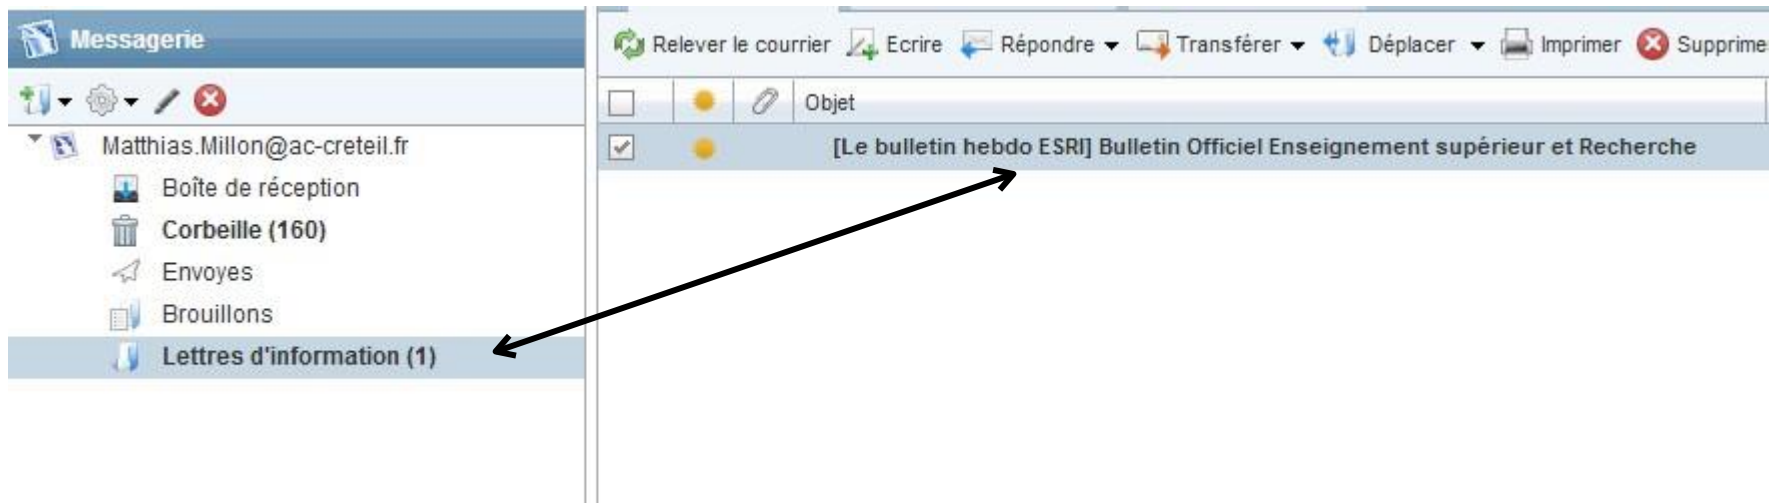 Messagerie
Matthias.Millon@ac-creteil.fr
Boîte de réception
Corbeille (160)
Envoyes
Brouillons
Lettres d'information (1)
Relever le courrier Ecrire Répondre Transférer Déplacer Imprimer Supprime
Objet
[Le bulletin hebdo ESRI] Bulletin Officiel Enseignement supérieur et Recherche